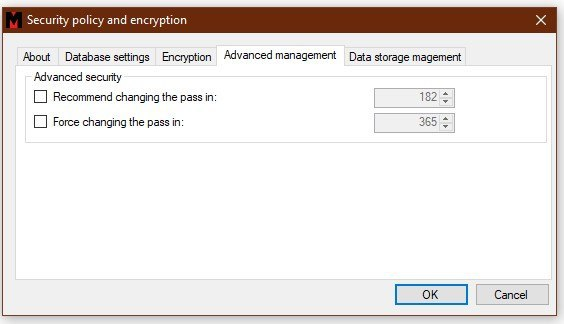 Security policy and encryption
About Database settings Encryption Advanced management Data storage magement
Advanced security
Recommend changing the pass in: 182
Force changing the pass in: 365
OK Cancel